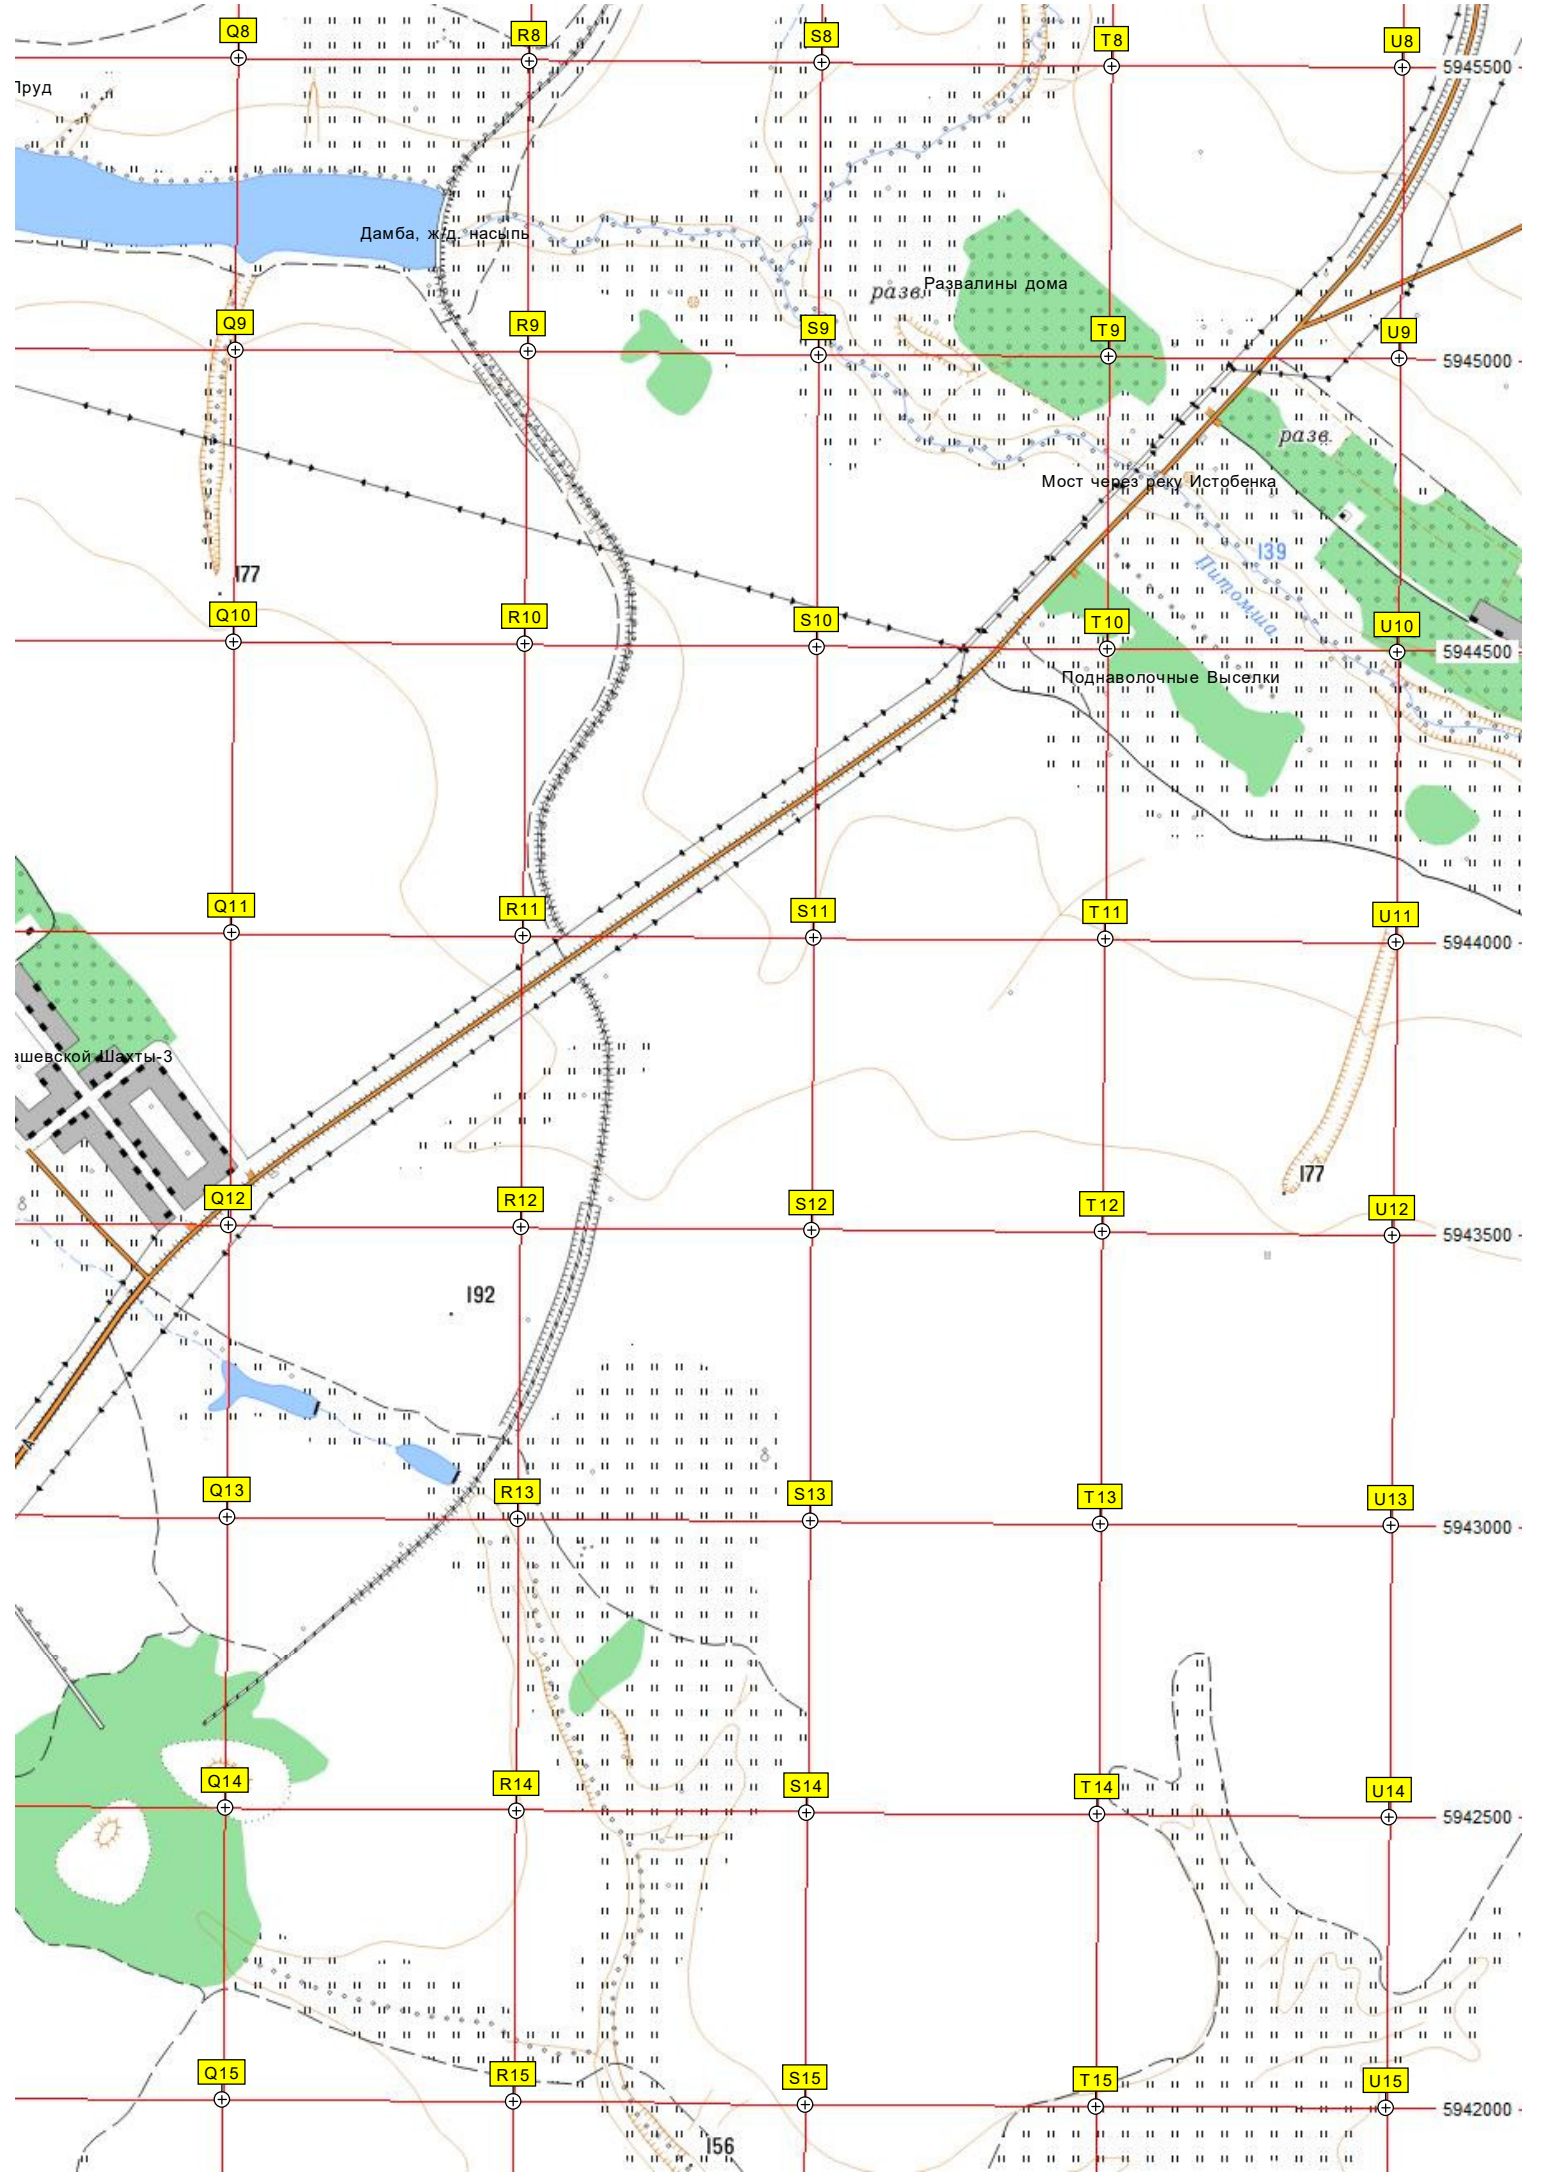 Q8
R8
S8
T8
U8
5945500
Пруд
Дамба, ж/д. насыпь
разв.
Развалины дома
Q9
R9
S9
T9
U9
5945000
разв.
Мост через реку Истобенка
139
Питомша
177
Q10
R10
S10
T10
U10
5944500
Поднаволочные Выселки
Q11
R11
S11
T11
U11
5944000
ашевской Шахты-3
177
Q12
R12
S12
T12
U12
5943500
192
А
Q13
R13
S13
T13
U13
5943000
Q14
R14
S14
T14
U14
5942500
Q15
R15
S15
T15
U15
5942000
156